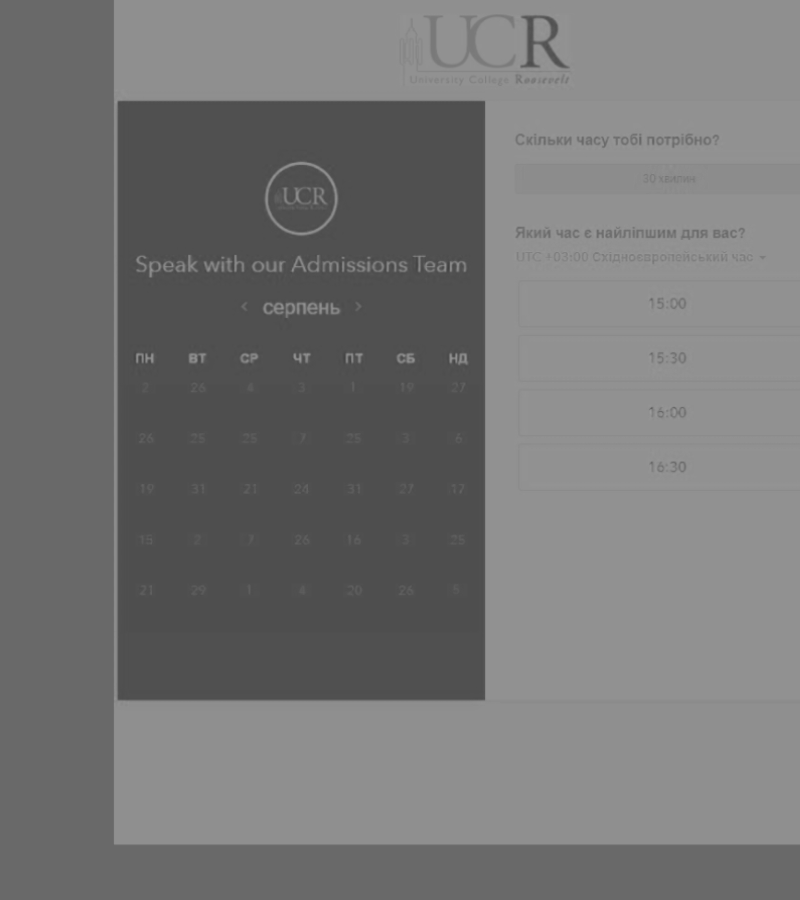 UCR
University College Roosevelt
UCR
Speak with our Admissions Team
‹ серпень ›
ПН ВТ СР ЧТ ПТ СБ НД
2 26 4 3 1 19 27
26 25 25 7 25 3 6
19 31 21 24 31 27 17
15 2 7 26 16 3 25
21 29 1 4 20 26 5
Скільки часу тобі потрібно?
30 хвилин
Який час є найліпшим для вас?
UTC +03:00 Східноєвропейський час
15:00
15:30
16:00
16:30